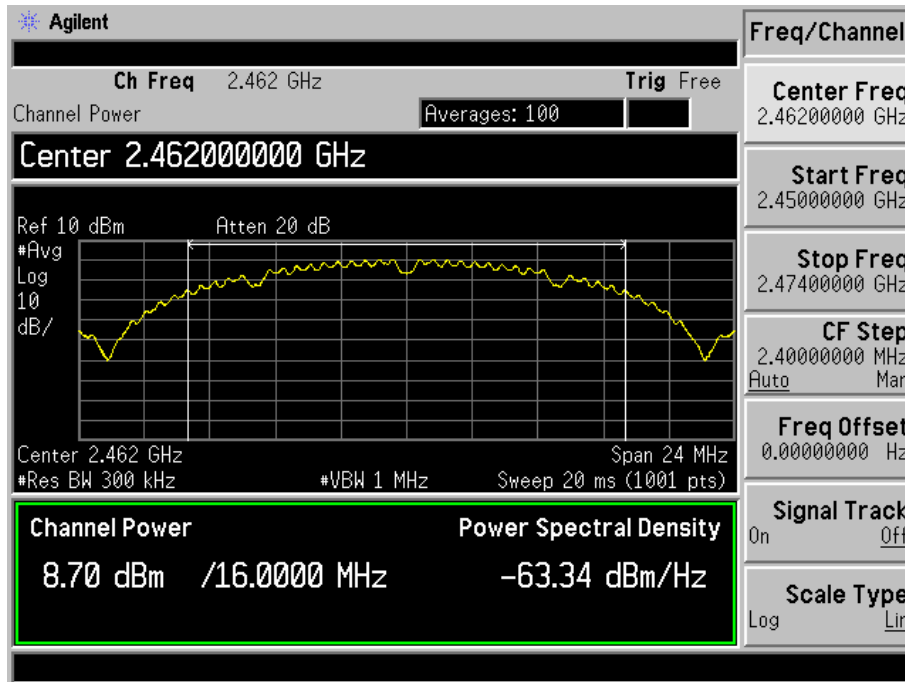 Agilent
Freq/Channel
Ch Freq 2.462 GHz Trig Free
Channel Power Averages: 100
Center 2.462000000 GHz
Ref 10 dBm Atten 20 dB
#Avg
Log
10
dB/
Center 2.462 GHz Span 24 MHz
#Res BW 300 kHz #VBW 1 MHz Sweep 20 ms (1001 pts)
Channel Power Power Spectral Density
8.70 dBm /16.0000 MHz -63.34 dBm/Hz
Center Freq
2.46200000 GHz
Start Freq
2.45000000 GHz
Stop Freq
2.47400000 GHz
CF Step
2.40000000 MHz
Auto Man
Freq Offset
0.00000000 Hz
Signal Track
On Off
Scale Type
Log Lin